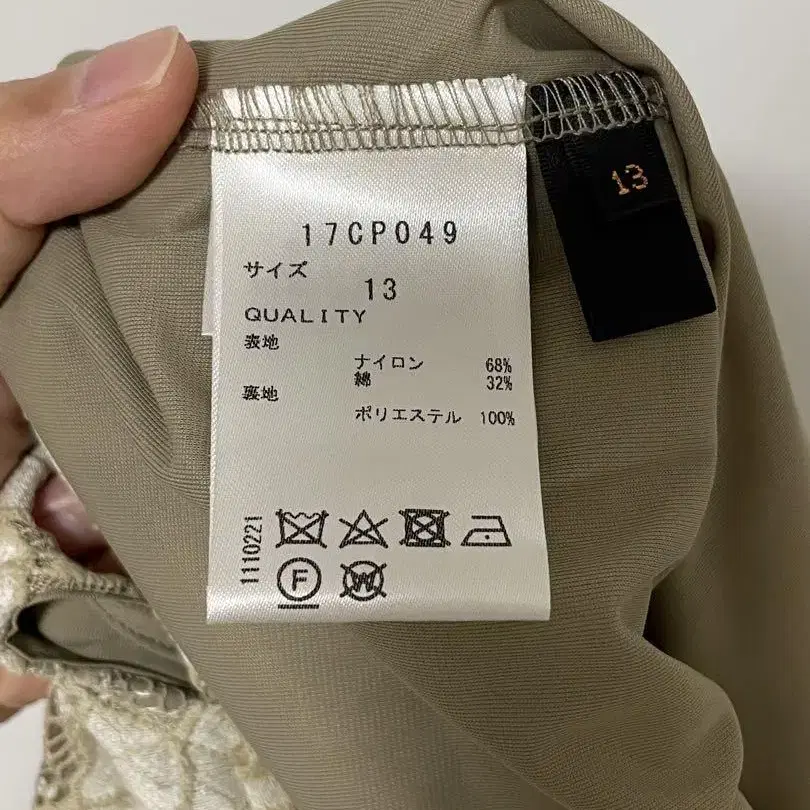 17CP049
サイズ
13
QUALITY
表地
ナイロン 68%
綿 32%
裏地
ポリエステル 100%
1110221
F
W
13